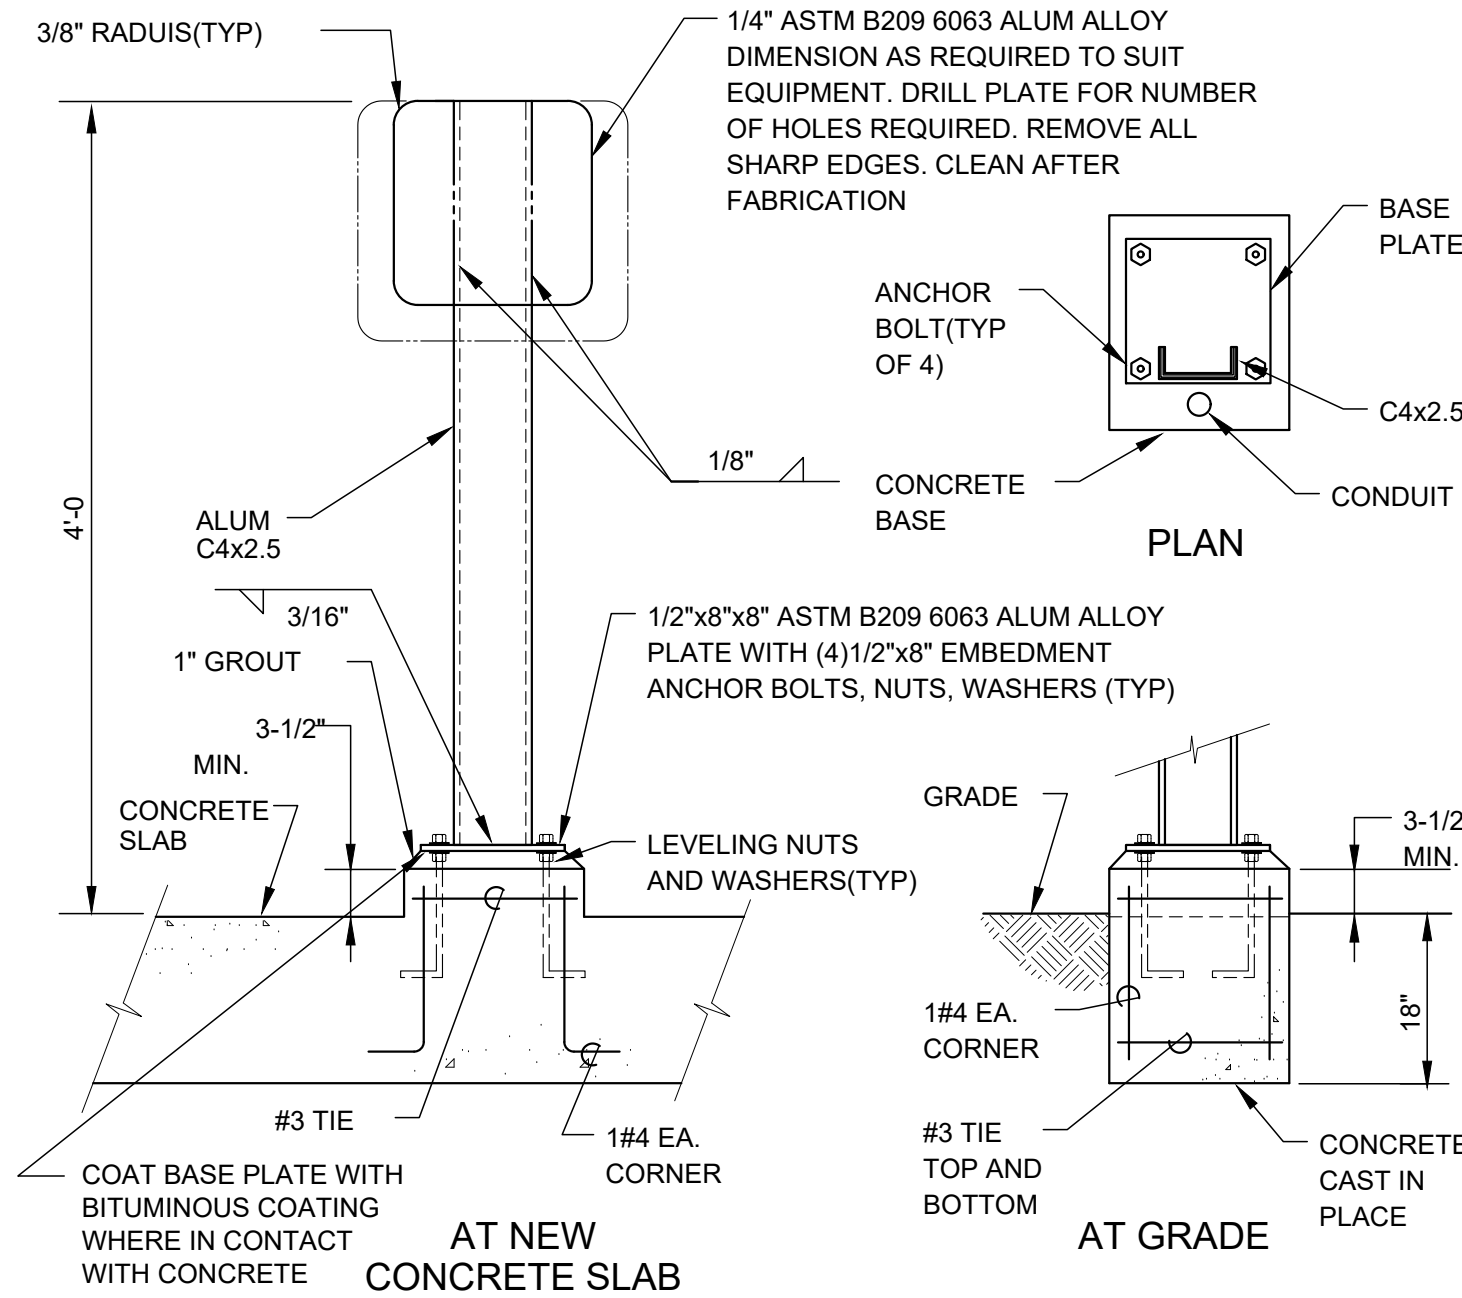 3/8" RADUIS(TYP)
1/4" ASTM B209 6063 ALUM ALLOY
DIMENSION AS REQUIRED TO SUIT
EQUIPMENT. DRILL PLATE FOR NUMBER
OF HOLES REQUIRED. REMOVE ALL
SHARP EDGES. CLEAN AFTER
FABRICATION
BASE
PLATE
ANCHOR
BOLT(TYP
OF 4)
C4x2.5
CONDUIT
CONCRETE
BASE
PLAN
4'-0
1/8"
ALUM
C4x2.5
3/16"
1" GROUT
3-1/2"
MIN.
CONCRETE
SLAB
1/2"x8"x8" ASTM B209 6063 ALUM ALLOY
PLATE WITH (4)1/2"x8" EMBEDMENT
ANCHOR BOLTS, NUTS, WASHERS (TYP)
LEVELING NUTS
AND WASHERS(TYP)
#3 TIE
1#4 EA.
CORNER
COAT BASE PLATE WITH
BITUMINOUS COATING
WHERE IN CONTACT
WITH CONCRETE
AT NEW
CONCRETE SLAB
GRADE
3-1/2
MIN.
18"
1#4 EA.
CORNER
#3 TIE
TOP AND
BOTTOM
CONCRETE
CAST IN
PLACE
AT GRADE